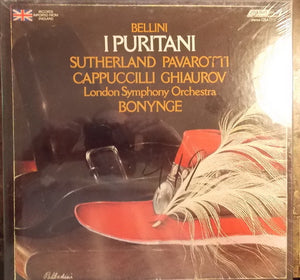 BELLINI
I PURITANI
SUTHERLAND PAVAROTTI
CAPPUCCILLI GHIAUROV
London Symphony Orchestra
BONYNGE